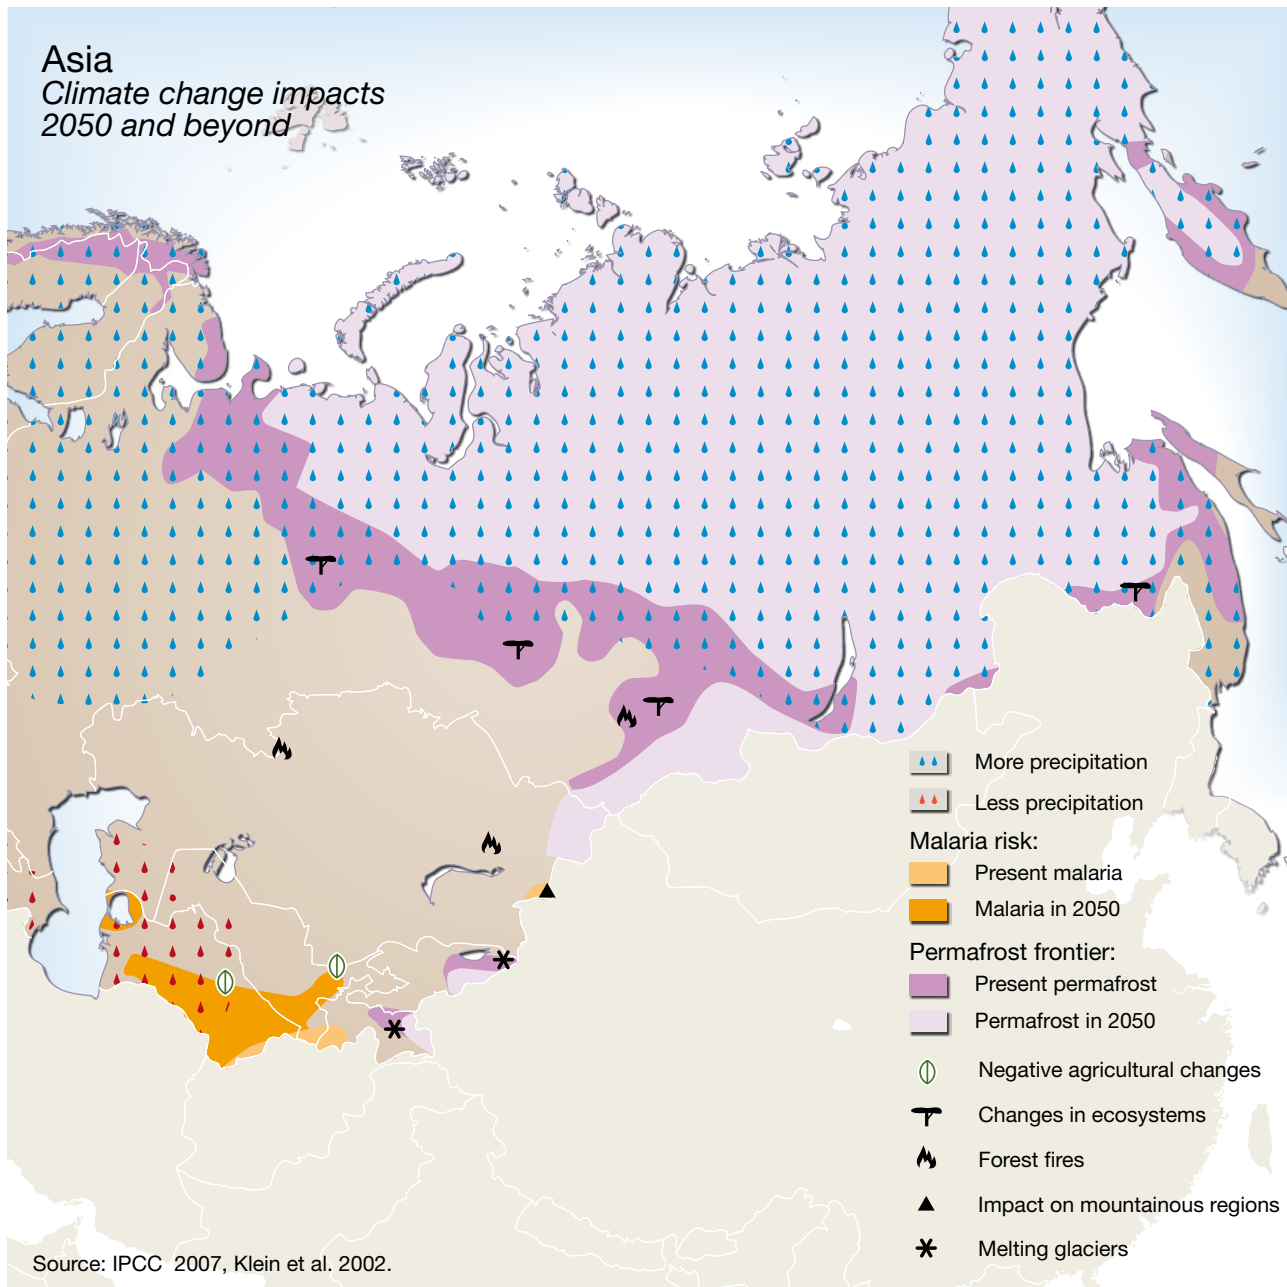 Asia
Climate change impacts
2050 and beyond
More precipitation
Less precipitation
Malaria risk:
Present malaria
Malaria in 2050
Permafrost frontier:
Present permafrost
Permafrost in 2050
Negative agricultural changes
Changes in ecosystems
Forest fires
Impact on mountainous regions
Melting glaciers
Source: IPCC 2007, Klein et al. 2002.